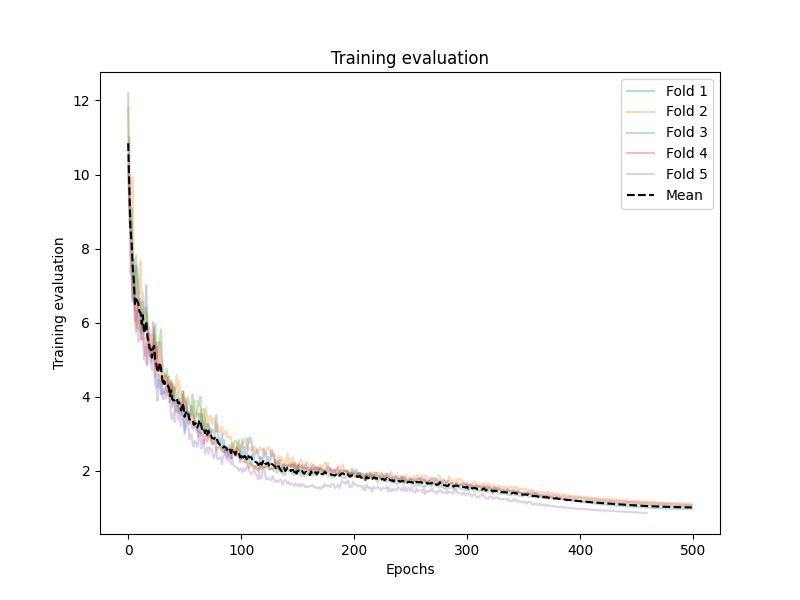 Training evaluation
12
10
8
6
4
2
Training evaluation
0
100
200
300
400
500
Epochs
Fold 1
Fold 2
Fold 3
Fold 4
Fold 5
Mean